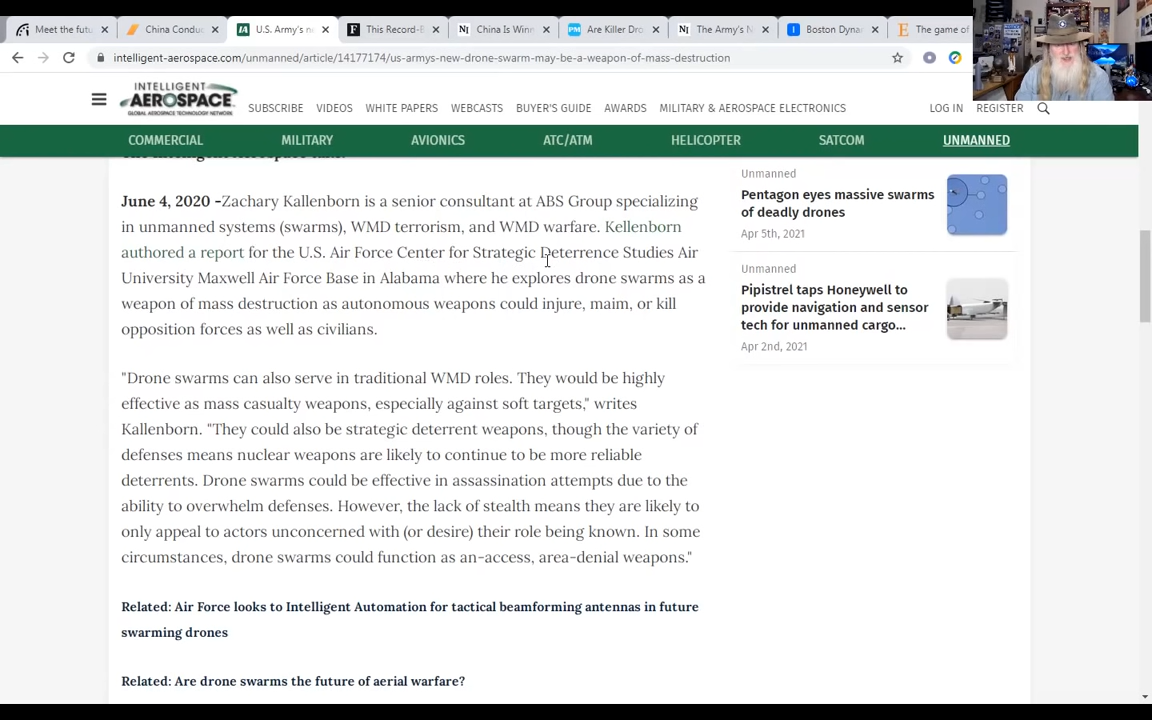 Meet the futu
China Conduc
U.S. Army's n
This Record-B
China Is Winn
Are Killer Dro
The Army's N
Boston Dyna
The game of
intelligent-aerospace.com/unmanned/article/14177174/us-armys-new-drone-swarm-may-be-a-weapon-of-mass-destruction
INTELLIGENT
AEROSPACE
GLOBAL AEROSPACE TECHNOLOGY NETWORK
SUBSCRIBE VIDEOS WHITE PAPERS WEBCASTS BUYER'S GUIDE AWARDS MILITARY & AEROSPACE ELECTRONICS LOG IN REGISTER
COMMERCIAL MILITARY AVIONICS ATC/ATM HELICOPTER SATCOM UNMANNED
June 4, 2020 -Zachary Kallenborn is a senior consultant at ABS Group specializing
in unmanned systems (swarms), WMD terrorism, and WMD warfare. Kellenborn
authored a report for the U.S. Air Force Center for Strategic Deterrence Studies Air
University Maxwell Air Force Base in Alabama where he explores drone swarms as a
weapon of mass destruction as autonomous weapons could injure, maim, or kill
opposition forces as well as civilians.
"Drone swarms can also serve in traditional WMD roles. They would be highly
effective as mass casualty weapons, especially against soft targets," writes
Kallenborn. "They could also be strategic deterrent weapons, though the variety of
defenses means nuclear weapons are likely to continue to be more reliable
deterrents. Drone swarms could be effective in assassination attempts due to the
ability to overwhelm defenses. However, the lack of stealth means they are likely to
only appeal to actors unconcerned with (or desire) their role being known. In some
circumstances, drone swarms could function as an-access, area-denial weapons."
Related: Air Force looks to Intelligent Automation for tactical beamforming antennas in future
swarming drones
Related: Are drone swarms the future of aerial warfare?
Unmanned
Pentagon eyes massive swarms
of deadly drones
Apr 5th, 2021
Unmanned
Pipistrel taps Honeywell to
provide navigation and sensor
tech for unmanned cargo...
Apr 2nd, 2021